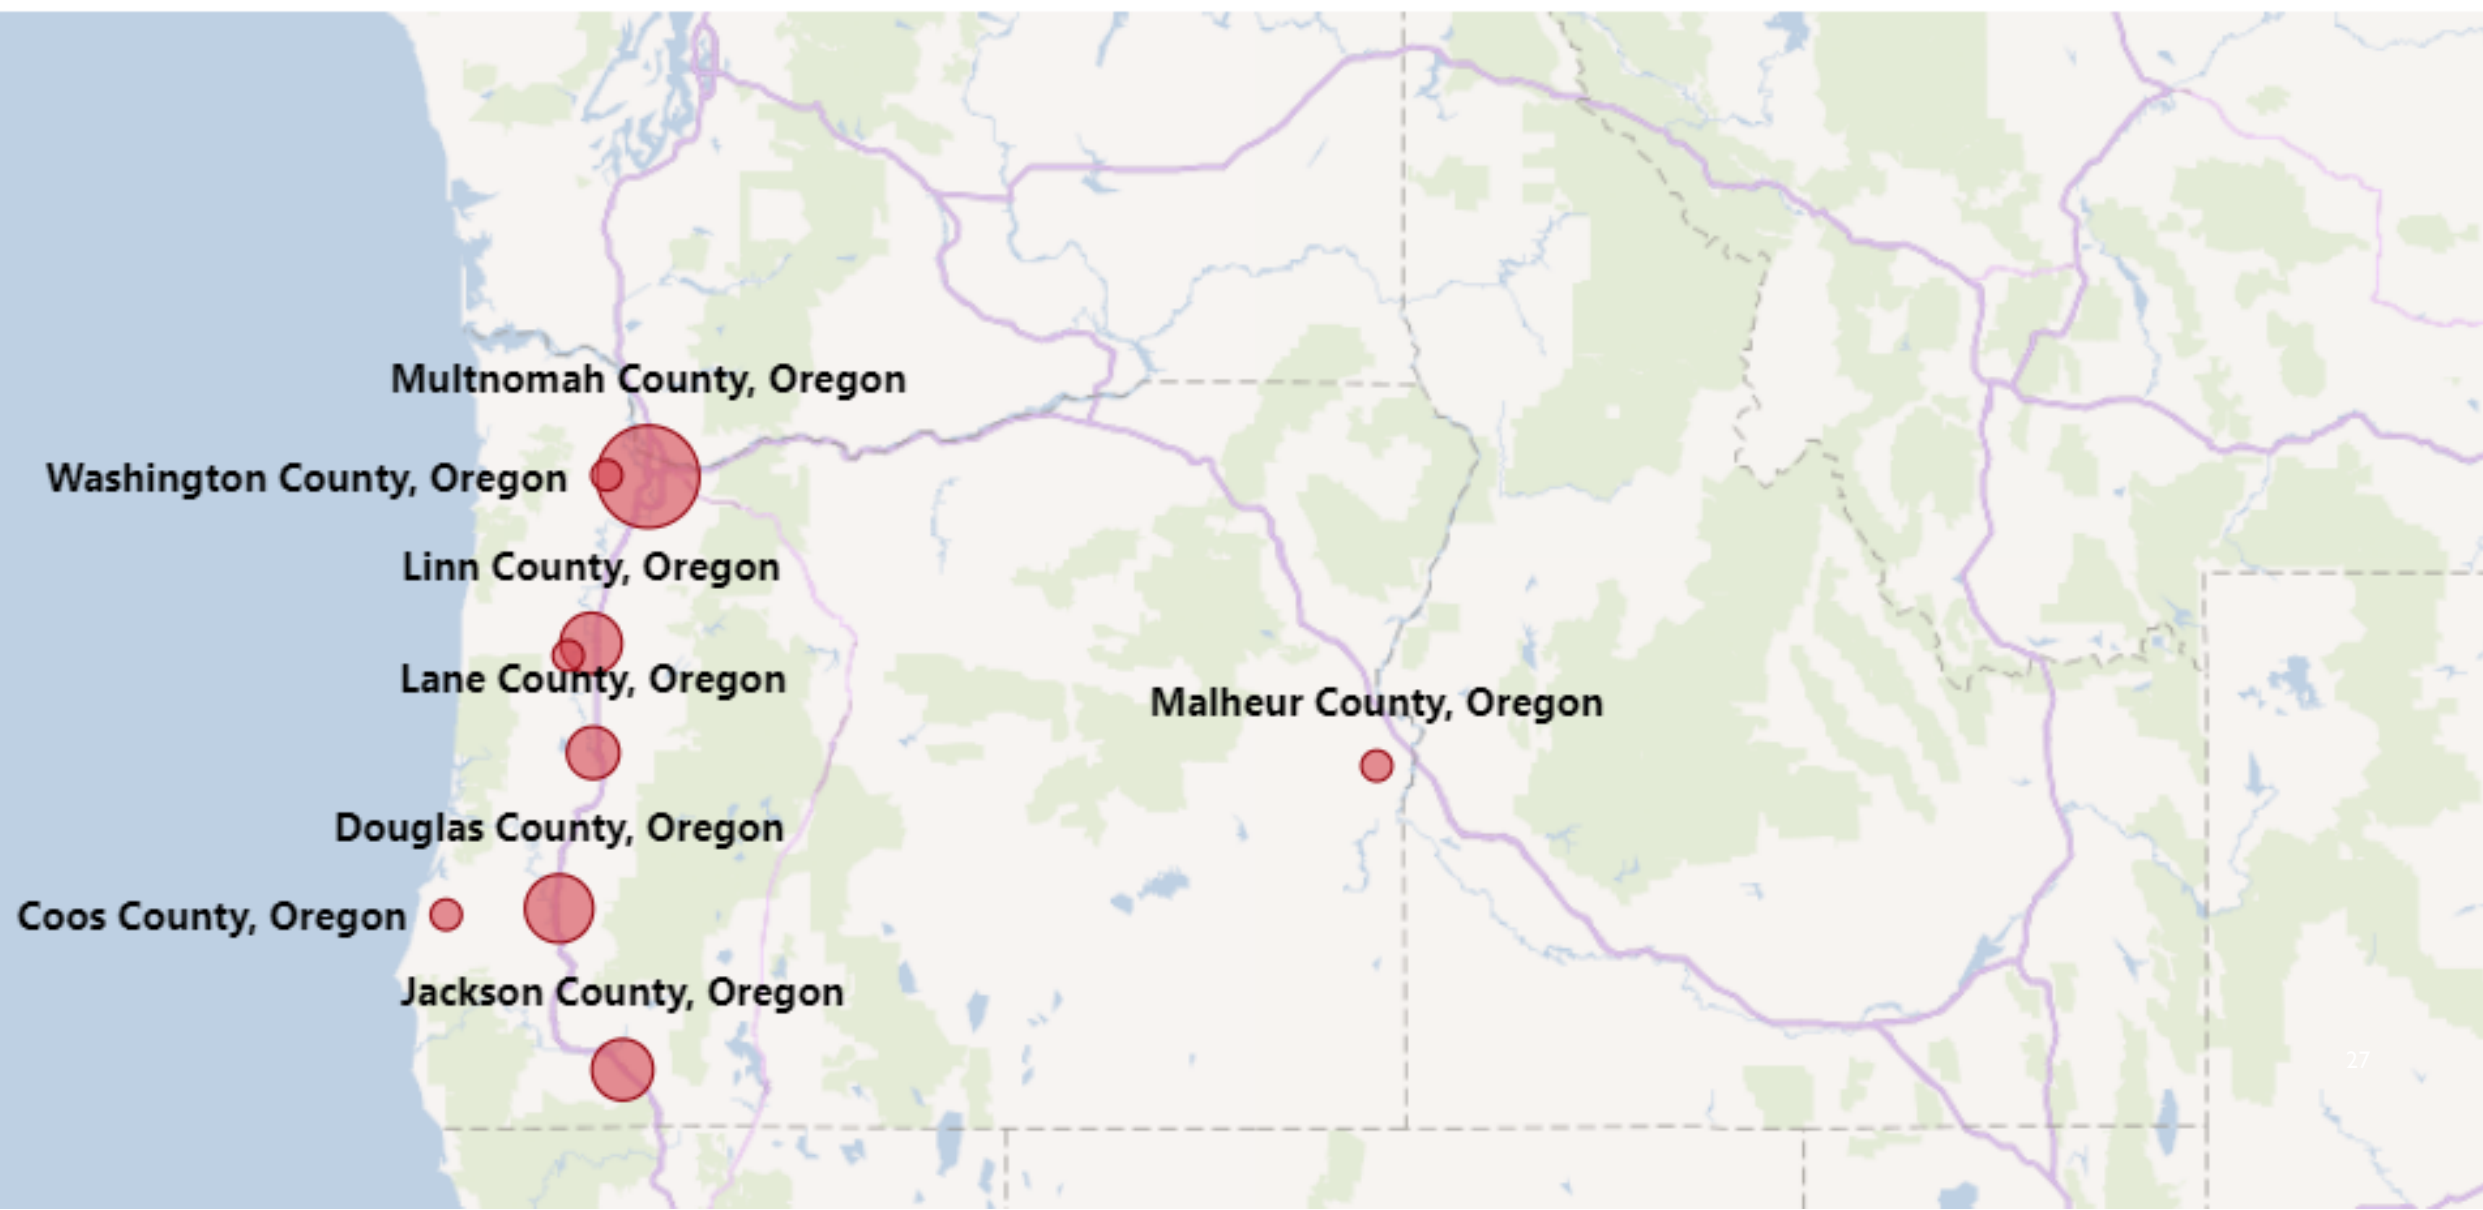 Multnomah County, Oregon
Washington County, Oregon
Linn County, Oregon
Lane County, Oregon
Malheur County, Oregon
Douglas County, Oregon
Coos County, Oregon
Jackson County, Oregon
27